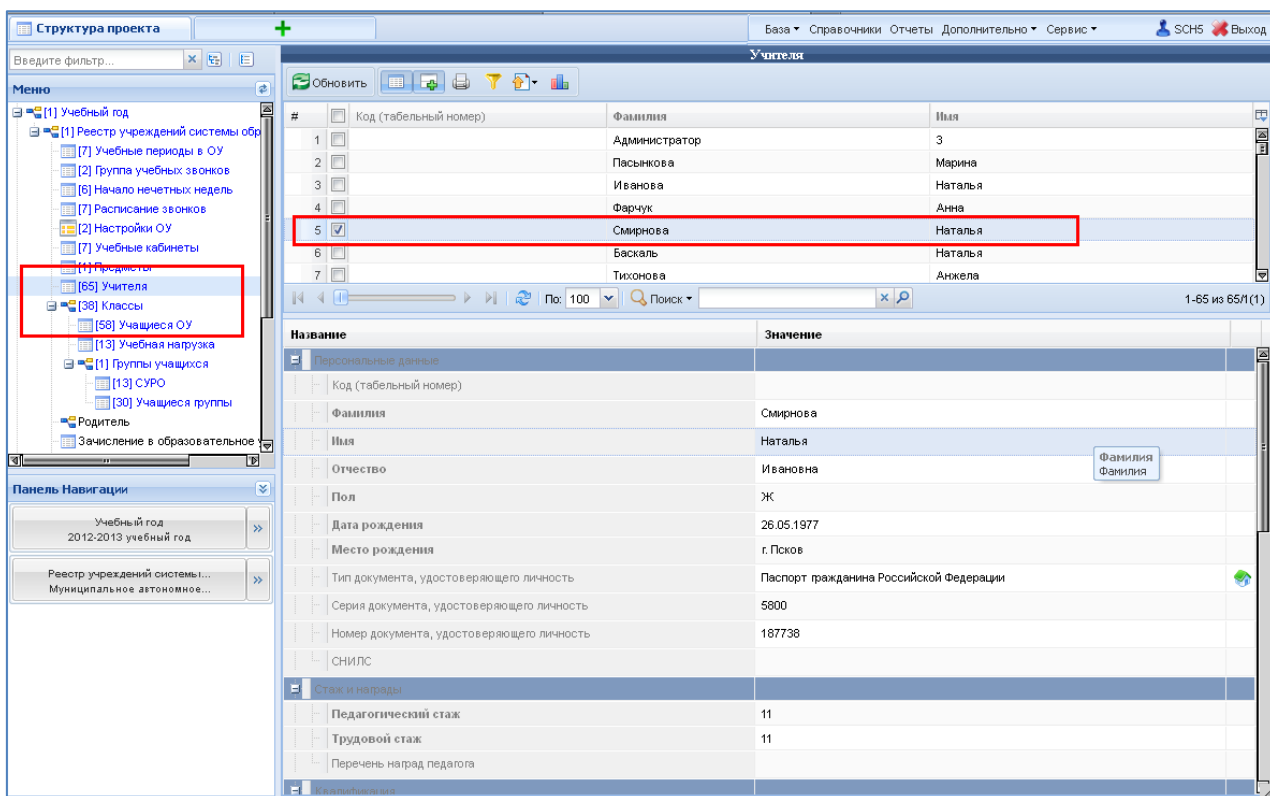 Структура проекта
База Справочники Отчеты Дополнительно Сервис SCH5 Выход
Введите фильтр...
Учителя
Обновить
Меню
[1] Учебный год
[1] Реестр учреждений системы обр
[7] Учебные периоды в ОУ
[2] Группа учебных звонков
[6] Начало нечетных недель
[7] Расписание звонков
[2] Настройки ОУ
[7] Учебные кабинеты
[1] Предметы
[65] Учителя
[38] Классы
[58] Учащиеся ОУ
[13] Учебная нагрузка
[1] Группы учащихся
[13] СУРО
[30] Учащиеся группы
Родитель
Зачисление в образовательное у
Панель Навигации
Учебный год
2012-2013 учебный год
Реестр учреждений системы...
Муниципальное автономное...
# Код (табельный номер) Фамилия Имя
1 Администратор 3
2 Пасынкова Марина
3 Иванова Наталья
4 Фарчук Анна
5 Смирнова Наталья
6 Баскаль Наталья
7 Тихонова Анжела
По: 100 Поиск 1-65 из 65/1(1)
Название Значение
Персональные данные
Код (табельный номер)
Фамилия Смирнова
Имя Наталья
Отчество Ивановна
Фамилия
Фамилия
Пол Ж
Дата рождения 26.05.1977
Место рождения г. Псков
Тип документа, удостоверяющего личность Паспорт гражданина Российской Федерации
Серия документа, удостоверяющего личность 5800
Номер документа, удостоверяющего личность 187738
СНИЛС
Стаж и награды
Педагогический стаж 11
Трудовой стаж 11
Перечень наград педагога
Квалификация